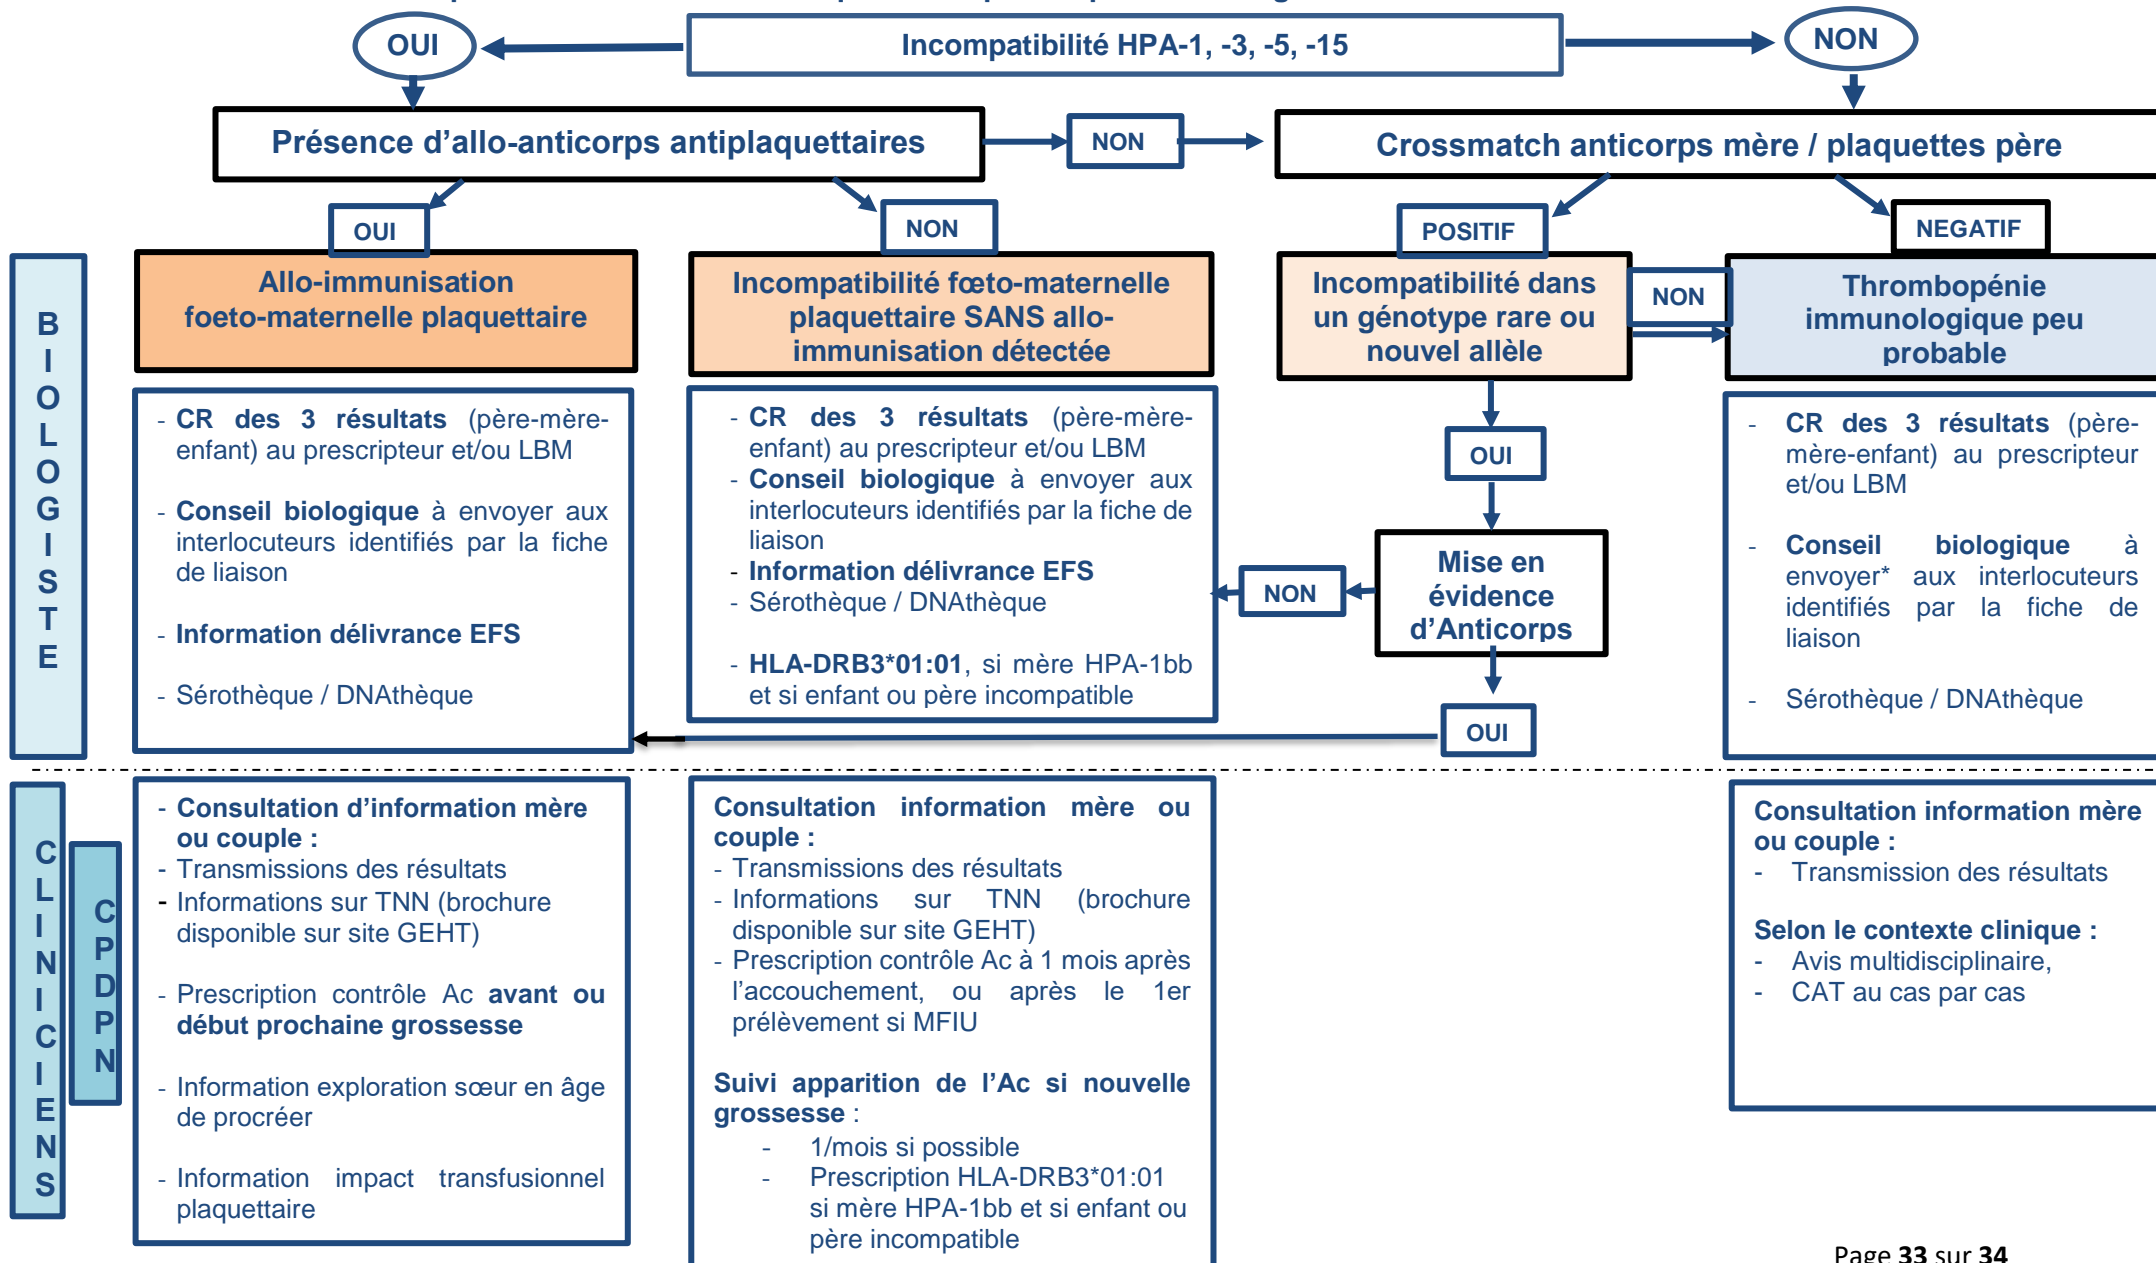 OUI
Incompatibilité HPA-1, -3, -5, -15
NON
Présence d’allo-anticorps antiplaquettaires
NON
Crossmatch anticorps mère / plaquettes père
OUI
NON
POSITIF
NEGATIF
BIOLOGISTE
Allo-immunisation
foeto-maternelle plaquettaire
Incompatibilité fœto-maternelle
plaquettaire SANS allo-
immunisation détectée
Incompatibilité dans
un génotype rare ou
nouvel allèle
NON
Thrombopénie
immunologique peu
probable
- CR des 3 résultats (père-mère-
enfant) au prescripteur et/ou LBM
- Conseil biologique à envoyer aux
interlocuteurs identifiés par la fiche
de liaison
- Information délivrance EFS
- Sérothèque / DNAthèque
- CR des 3 résultats (père-mère-
enfant) au prescripteur et/ou LBM
- Conseil biologique à envoyer aux
interlocuteurs identifiés par la fiche de
liaison
- Information délivrance EFS
- Sérothèque / DNAthèque
- HLA-DRB3*01:01, si mère HPA-1bb
et si enfant ou père incompatible
OUI
NON
Mise en
évidence
d’Anticorps
OUI
- CR des 3 résultats (père-
mère-enfant) au prescripteur
et/ou LBM
- Conseil biologique à
envoyer* aux interlocuteurs
identifiés par la fiche de
liaison
- Sérothèque / DNAthèque
CLINICIENS
CPDPN
- Consultation d’information mère
ou couple :
- Transmissions des résultats
- Informations sur TNN (brochure
disponible sur site GEHT)
- Prescription contrôle Ac avant ou
début prochaine grossesse
- Information exploration sœur en âge
de procréer
- Information impact transfusionnel
plaquettaire
Consultation information mère ou
couple :
- Transmissions des résultats
- Informations sur TNN (brochure
disponible sur site GEHT)
- Prescription contrôle Ac à 1 mois après
l’accouchement, ou après le 1er
prélèvement si MFIU
Suivi apparition de l’Ac si nouvelle
grossesse :
- 1/mois si possible
- Prescription HLA-DRB3*01:01
si mère HPA-1bb et si enfant ou
père incompatible
Consultation information mère
ou couple :
- Transmission des résultats
Selon le contexte clinique :
- Avis multidisciplinaire,
- CAT au cas par cas
Page 33 sur 34